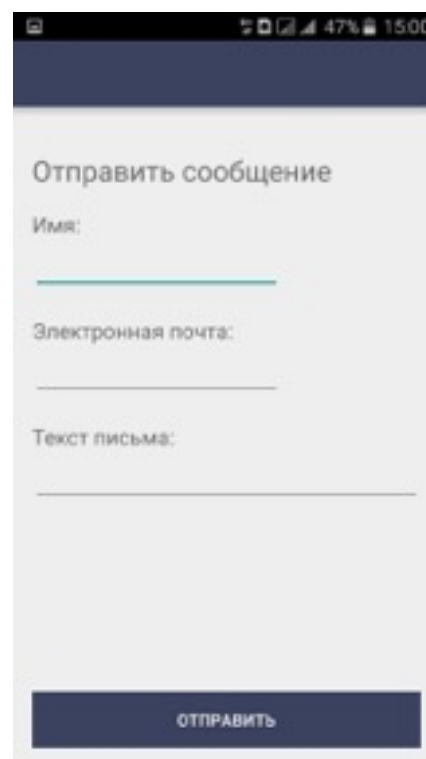 47% 15:00
Отправить сообщение
Имя:
Электронная почта:
Текст письма:
ОТПРАВИТЬ